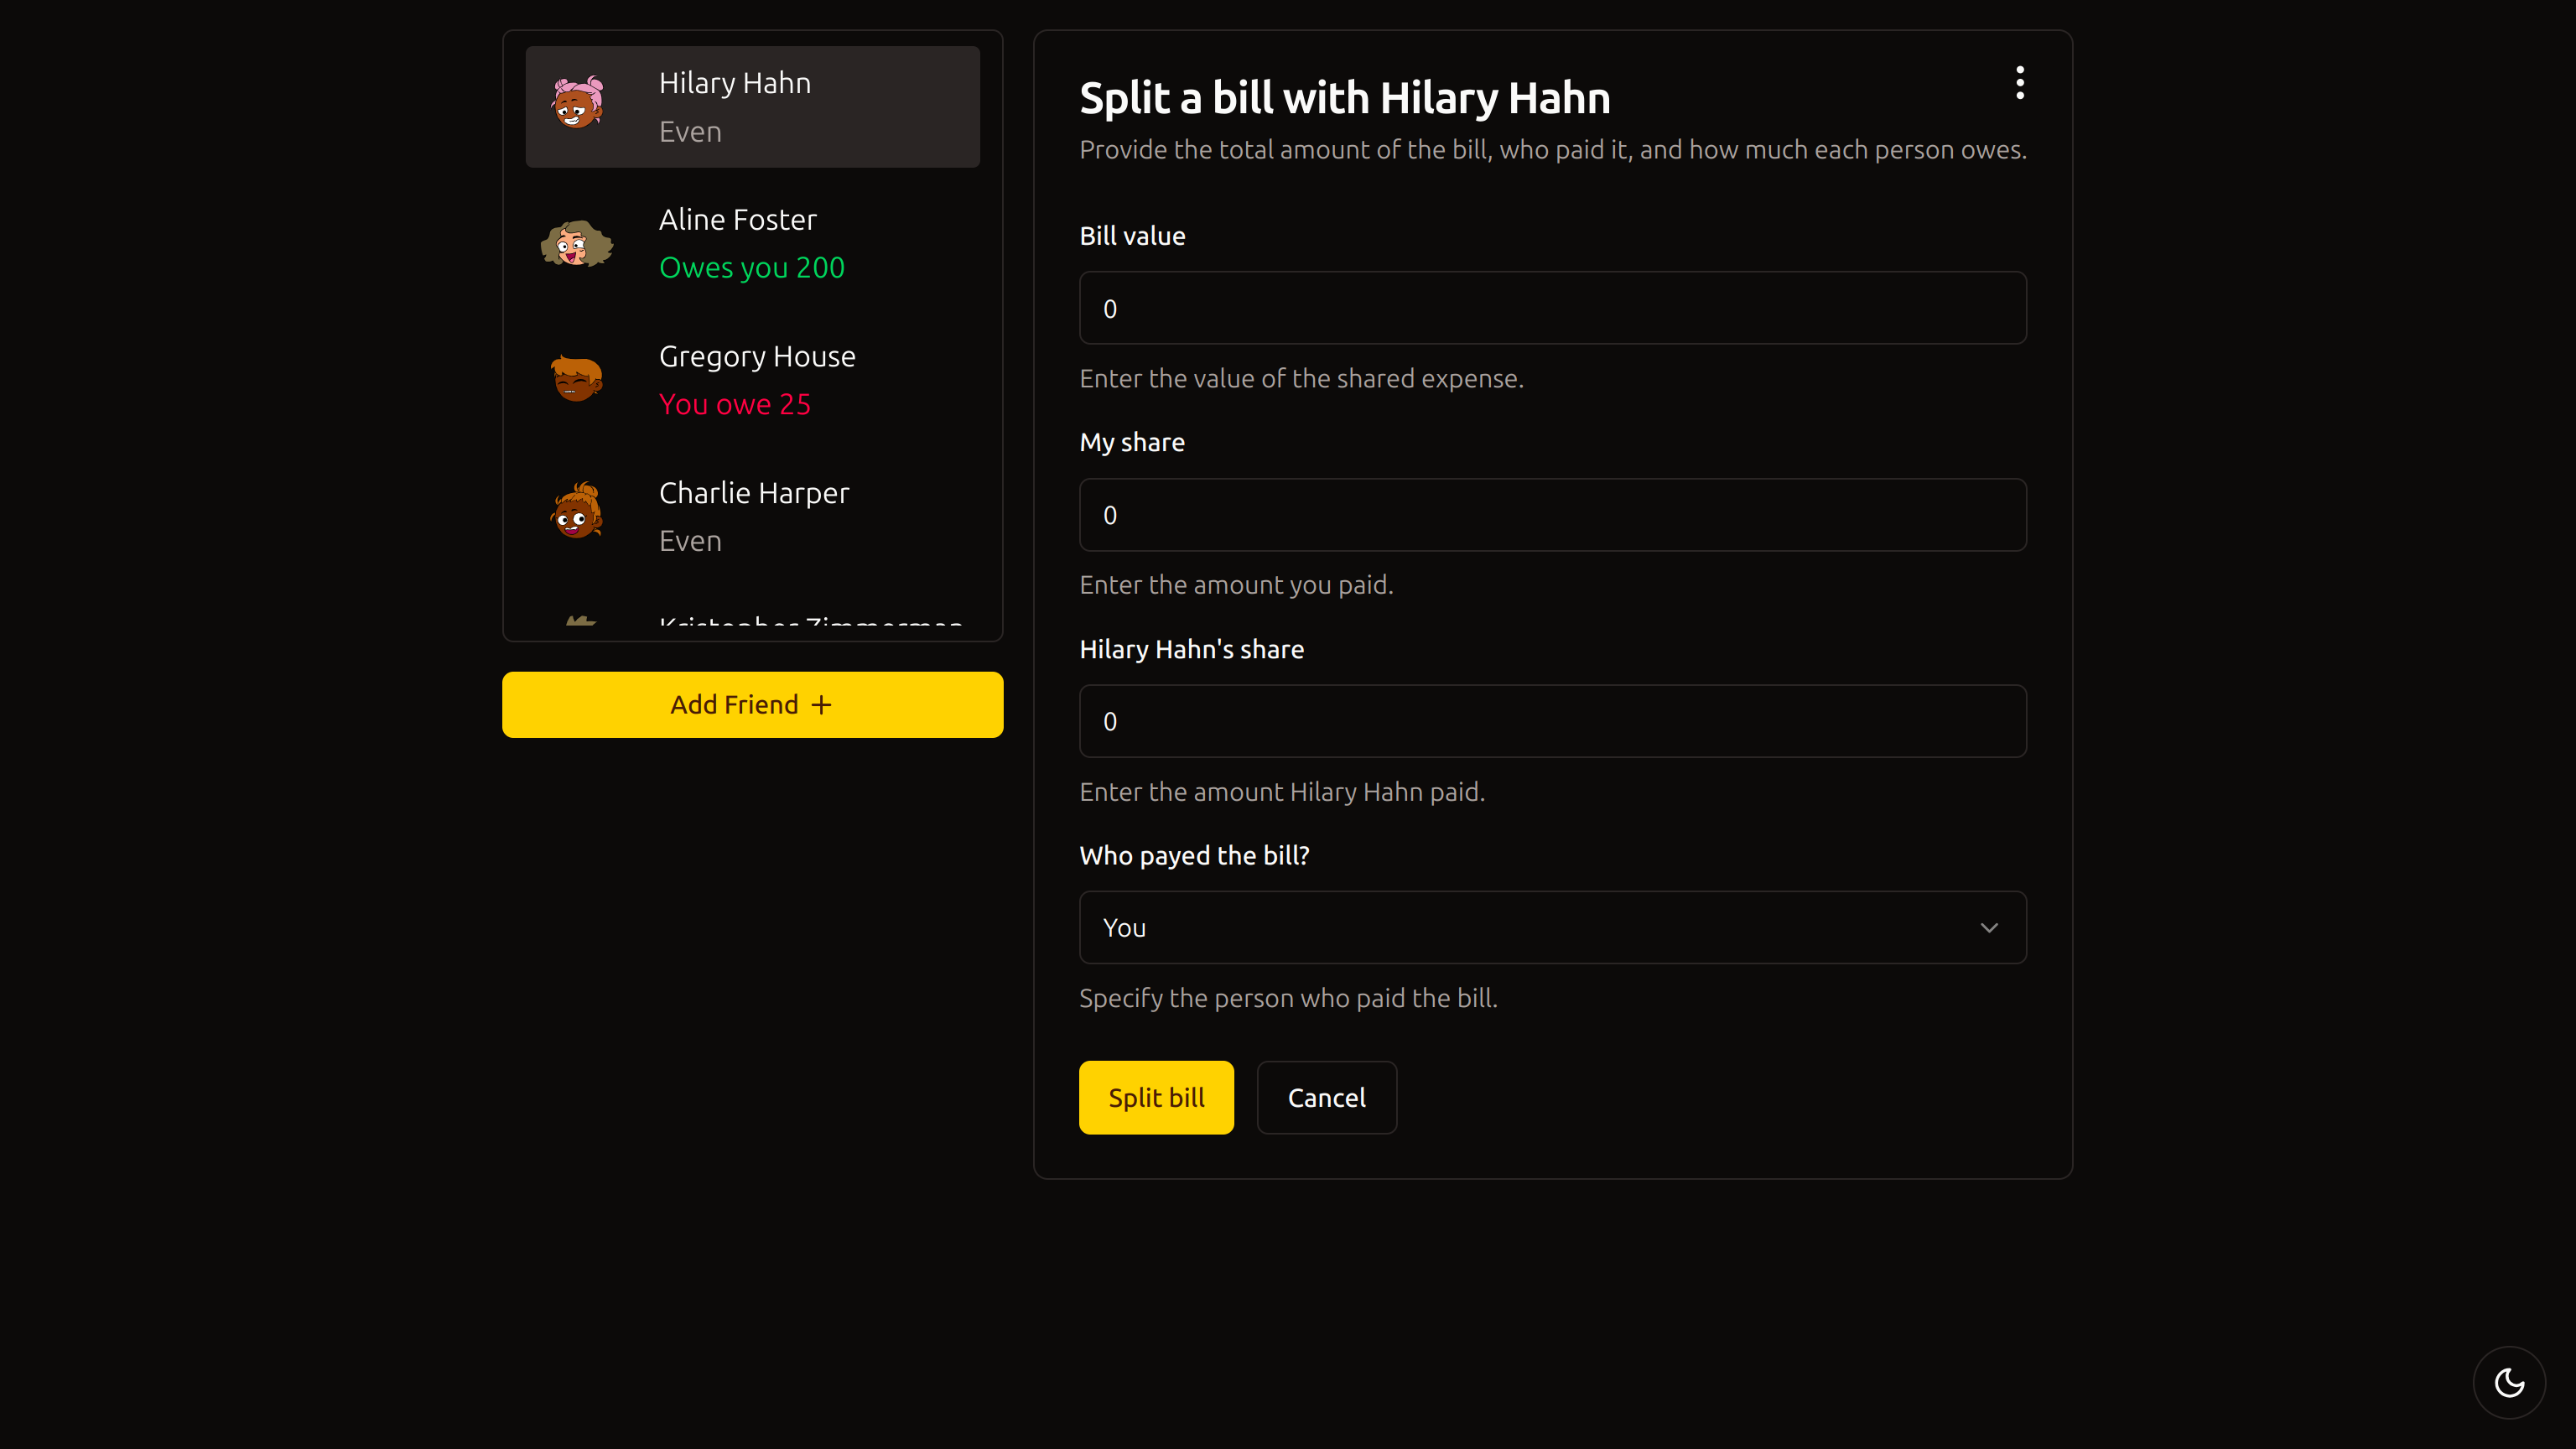 Hilary Hahn
Even
Aline Foster
Owes you 200
Gregory House
You owe 25
Charlie Harper
Even
Kristopher Zimmerman
Add Friend
Split a bill with Hilary Hahn
Provide the total amount of the bill, who paid it, and how much each person owes.
Bill value
0
Enter the value of the shared expense.
My share
0
Enter the amount you paid.
Hilary Hahn's share
0
Enter the amount Hilary Hahn paid.
Who payed the bill?
You
Specify the person who paid the bill.
Split bill
Cancel